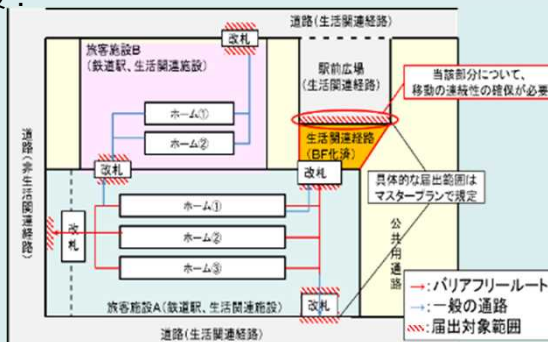 道路(生活関連経路)
改札
旅客施設B
(鉄道駅、生活関連施設)
駅前広場
(生活関連経路)
当該部分について、
移動の連続性の確保が必要
ホーム①
ホーム②
生活関連経路
(BF化済)
改札
改札
具体的な届出範囲は
マスタープランで規定
道路(非生活関連経路)
改札
ホーム①
ホーム②
ホーム③
公共用通路
旅客施設A(鉄道駅、生活関連施設)
改札
道路(生活関連経路)
→:バリアフリールート
→:一般の通路
:届出対象範囲